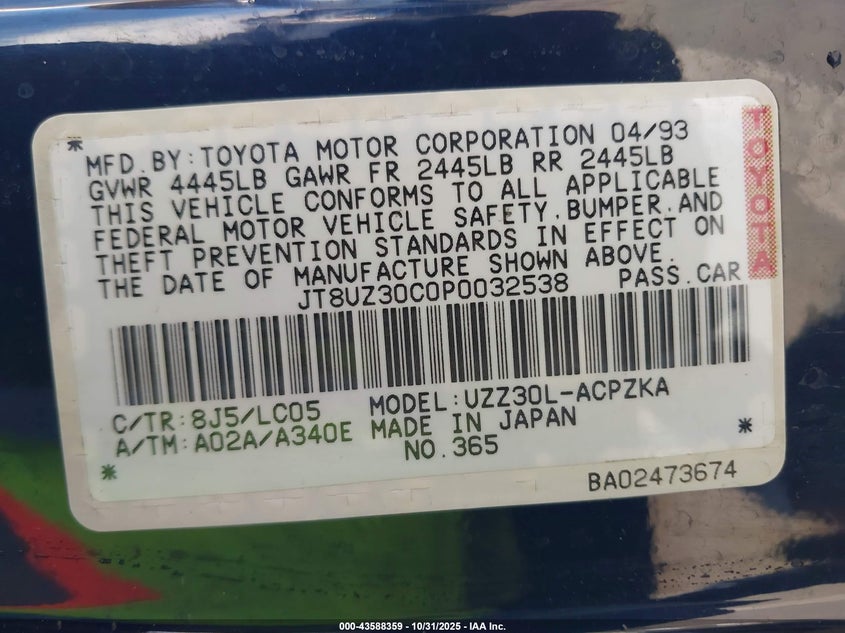 * MFD.BY:TOYOTA MOTOR CORPORATION 04/93
GVWR 4445LB GAWR FR 2445LB RR 2445LB
THIS VEHICLE CONFORMS TO ALL APPLICABLE
FEDERAL MOTOR VEHICLE SAFETY,BUMPER,AND
THEFT PREVENTION STANDARDS IN EFFECT ON
THE DATE OF MANUFACTURE SHOWN ABOVE.
JT8UZ30C0P0032538 PASS.CAR
TOYOTA
C/TR:8J5/LC05 MODEL:UZZ30L-ACPZKA
A/TM:A02A/A340E MADE IN JAPAN
* NO.365 *
BA02473674
000-43588359 - 10/31/2025 - IAA Inc.